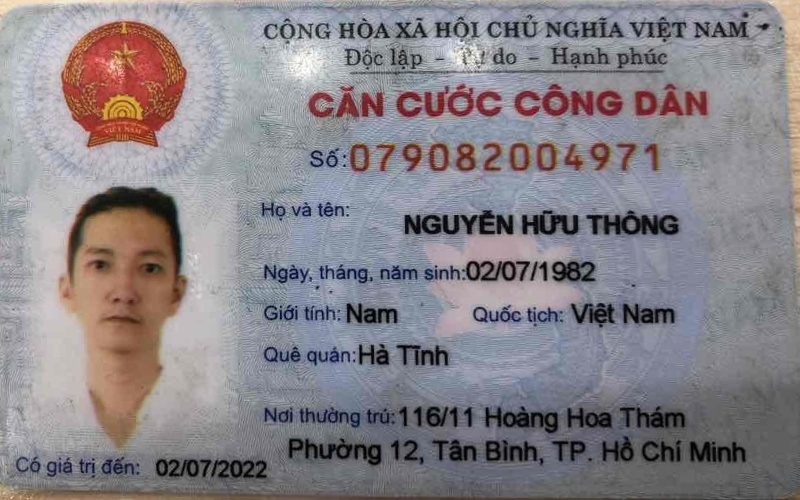 CỘNG HÒA XÃ HỘI CHỦ NGHĨA VIỆT NAM
Độc lập - Tự do - Hạnh phúc
CĂN CƯỚC CÔNG DÂN
Số: 079082004971
Họ và tên: NGUYỄN HỮU THÔNG
Ngày, tháng, năm sinh: 02/07/1982
Giới tính: Nam Quốc tịch: Việt Nam
Quê quán: Hà Tĩnh
Nơi thường trú: 116/11 Hoàng Hoa Thám
Phường 12, Tân Bình, TP. Hồ Chí Minh
Có giá trị đến: 02/07/2022
VIỆT NAM